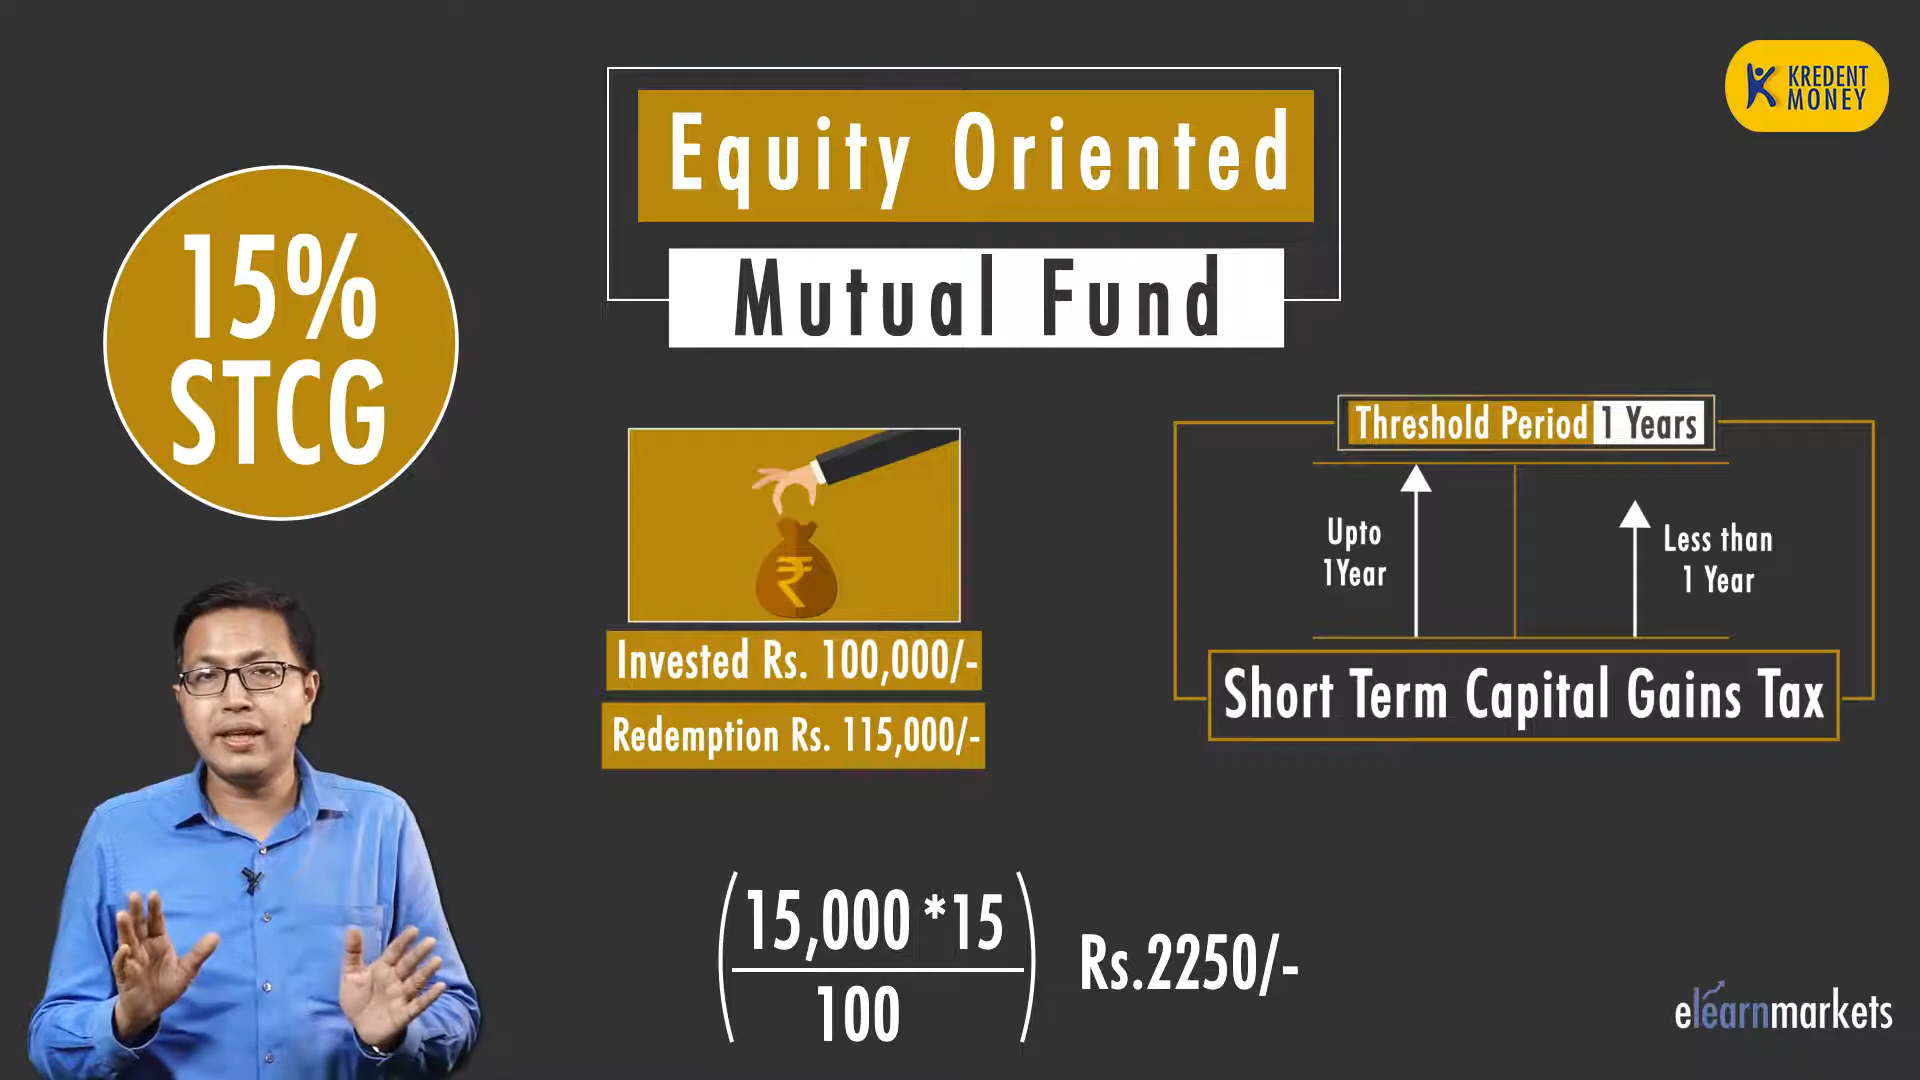 KREDENT
MONEY
Equity Oriented
Mutual Fund
15%
STCG
Threshold Period 1 Years
Upto
1Year
Less than
1 Year
Short Term Capital Gains Tax
₹
Invested Rs. 100,000/-
Redemption Rs. 115,000/-
(15,000 *15
100)
Rs.2250/-
elearnmarkets